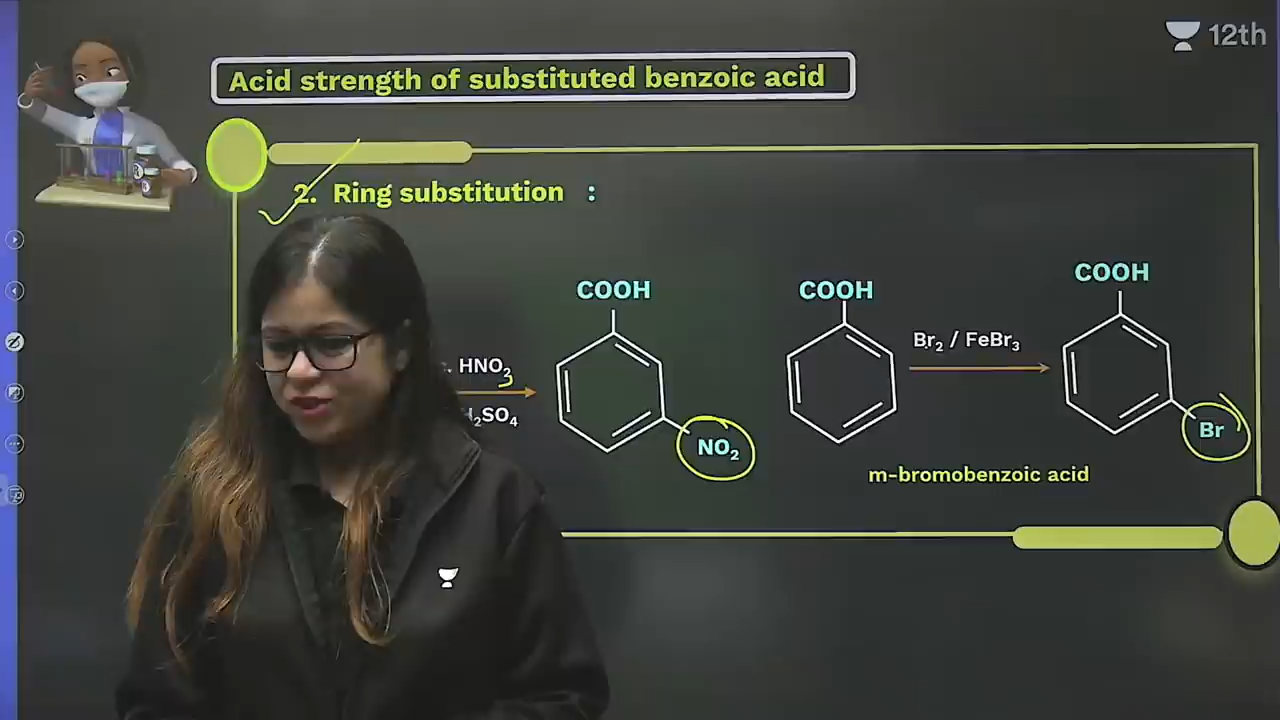 12th
Acid strength of substituted benzoic acid
2. Ring substitution :
COOH
COOH
COOH
. HNO3
H2SO4
Br2 / FeBr3
NO2
Br
m-bromobenzoic acid